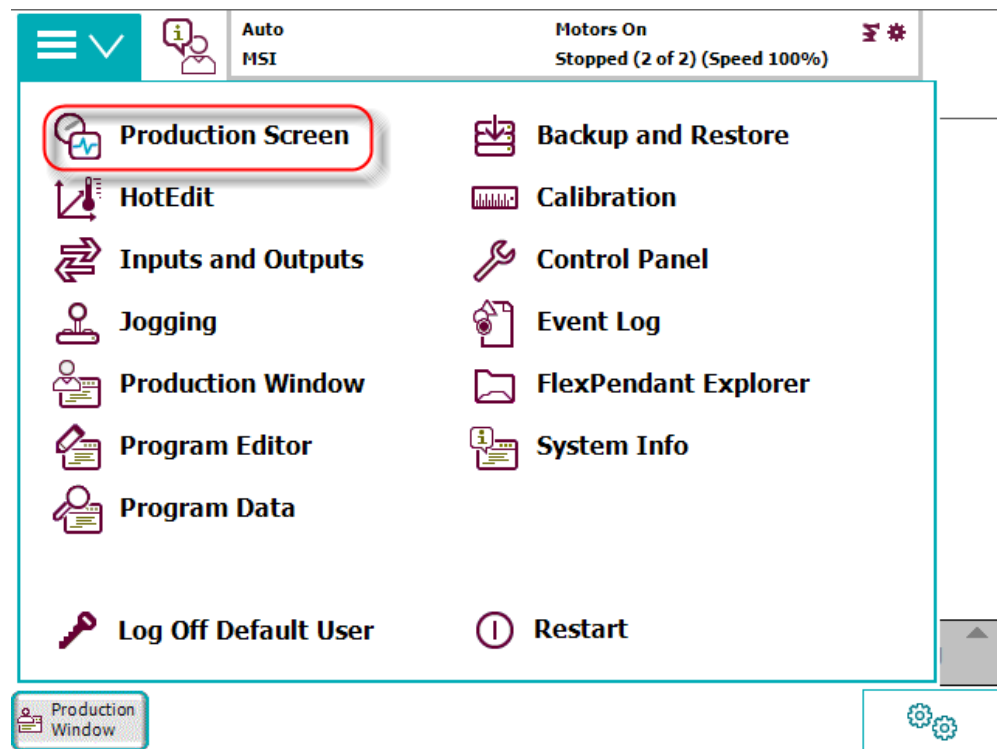 Auto
Motors On
MSI
Stopped (2 of 2) (Speed 100%)
Production Screen
Backup and Restore
HotEdit
Calibration
Inputs and Outputs
Control Panel
Jogging
Event Log
Production Window
FlexPendant Explorer
Program Editor
System Info
Program Data
Log Off Default User
Restart
Production
Window